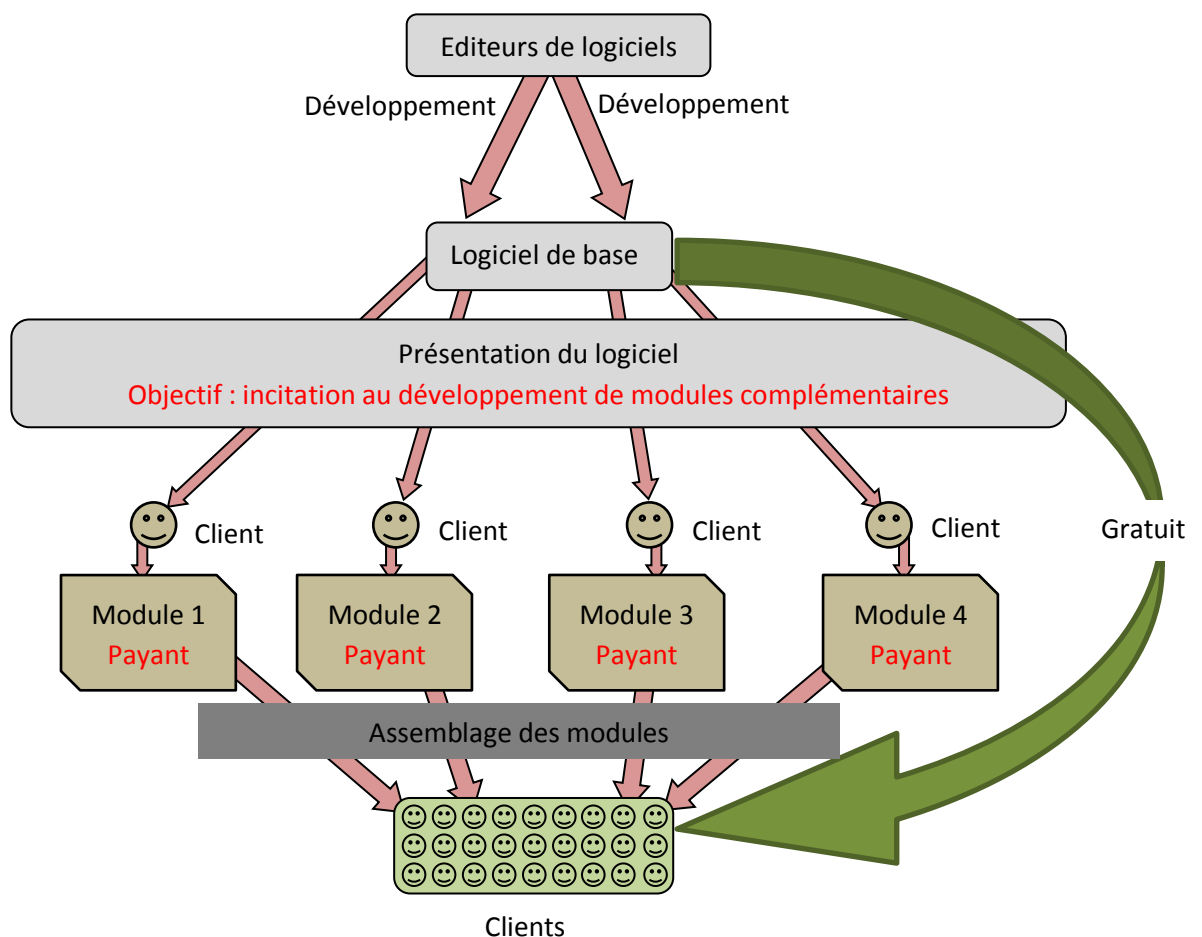 Editeurs de logiciels
Développement
Développement
Logiciel de base
Présentation du logiciel
Objectif : incitation au développement de modules complémentaires
Client
Client
Client
Client
Gratuit
Module 1
Payant
Module 2
Payant
Module 3
Payant
Module 4
Payant
Assemblage des modules
Clients